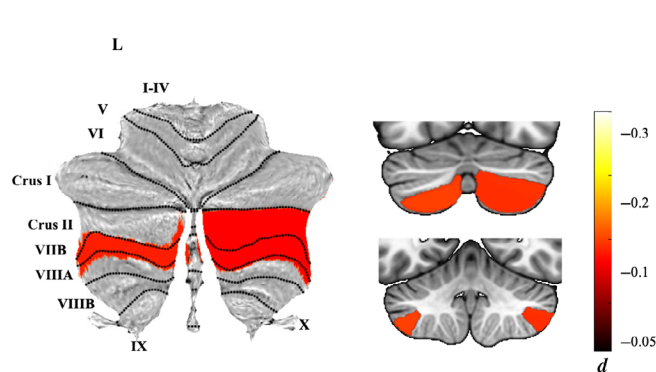 L
I-IV
V
VI
Crus I
Crus II
VIIB
VIIIA
VIIIB
IX
X
–0.3
–0.2
–0.1
–0.05
d